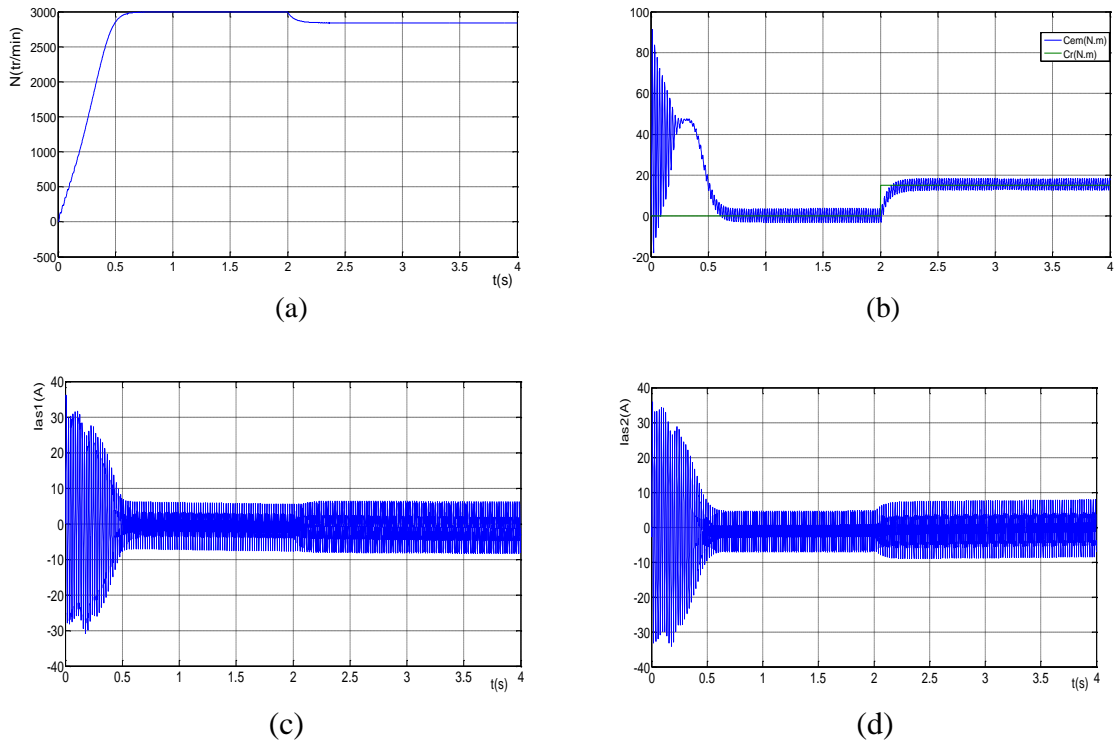 3000
2500
2000
1500
1000
500
0
-500
N(tr/min)
0 0.5 1 1.5 2 2.5 3 3.5 4
t(s)
(a)
100
80
60
40
20
0
-20
Cem(N.m)
Cr(N.m)
0 0.5 1 1.5 2 2.5 3 3.5 4
(b)
40
30
20
10
0
-10
-20
-30
-40
Ias1(A)
0 0.5 1 1.5 2 2.5 3 3.5 4
t(s)
(c)
40
30
20
10
0
-10
-20
-30
-40
Ias2(A)
0 0.5 1 1.5 2 2.5 3 3.5 4
t(s)
(d)